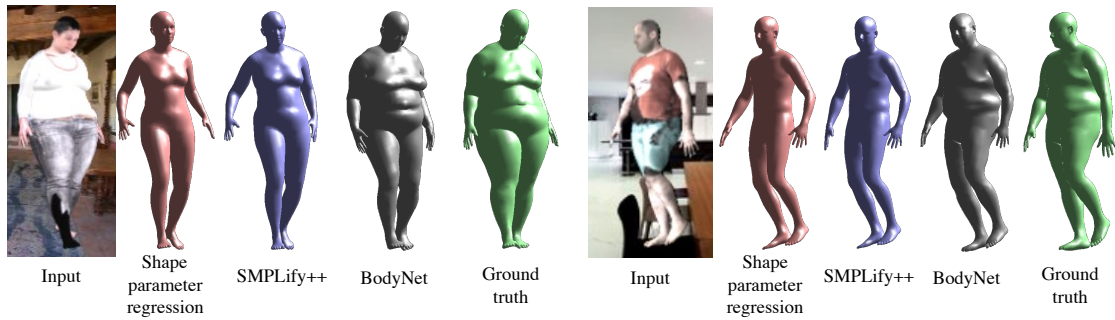 Input
Shape
parameter
regression
SMPLify++
BodyNet
Ground
truth
Input
Shape
parameter
regression
SMPLify++
BodyNet
Ground
truth